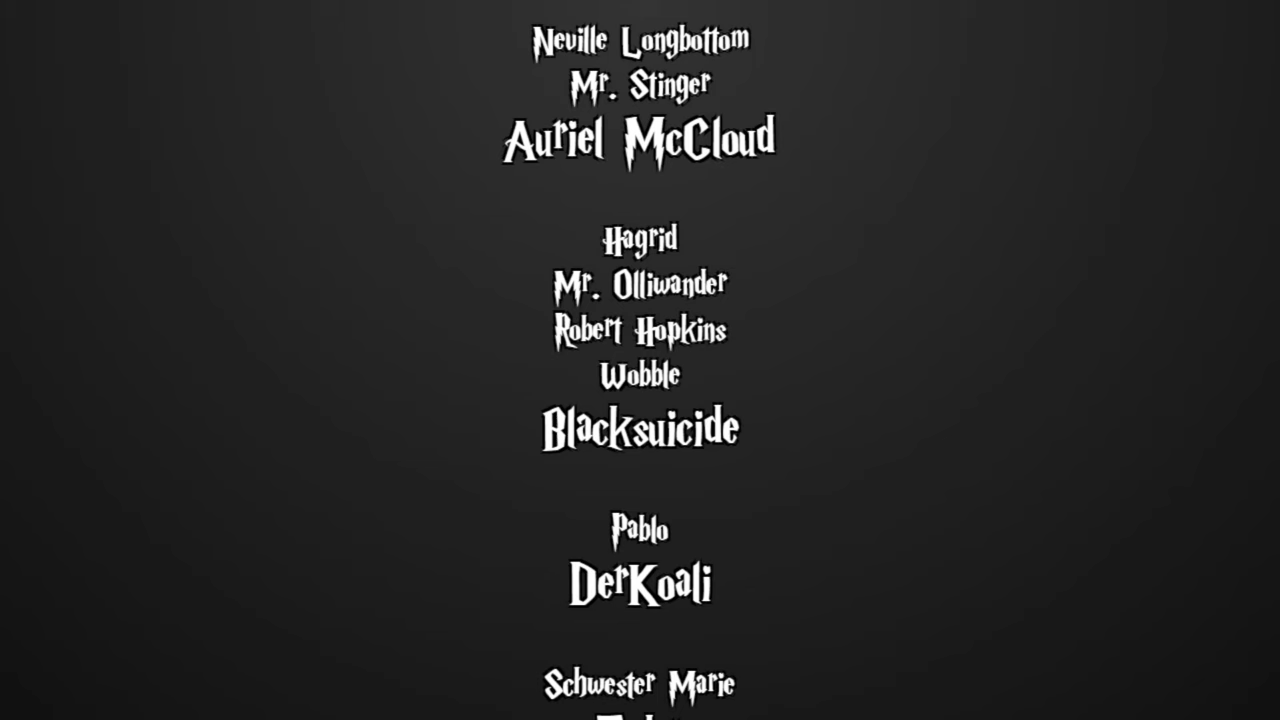 Neville Longbottom
Mr. Stinger
Auriel McCloud
Hagrid
Mr. Olliwander
Robert Hopkins
Wobble
Blacksuicide
Pablo
DerKoali
Schwester Marie